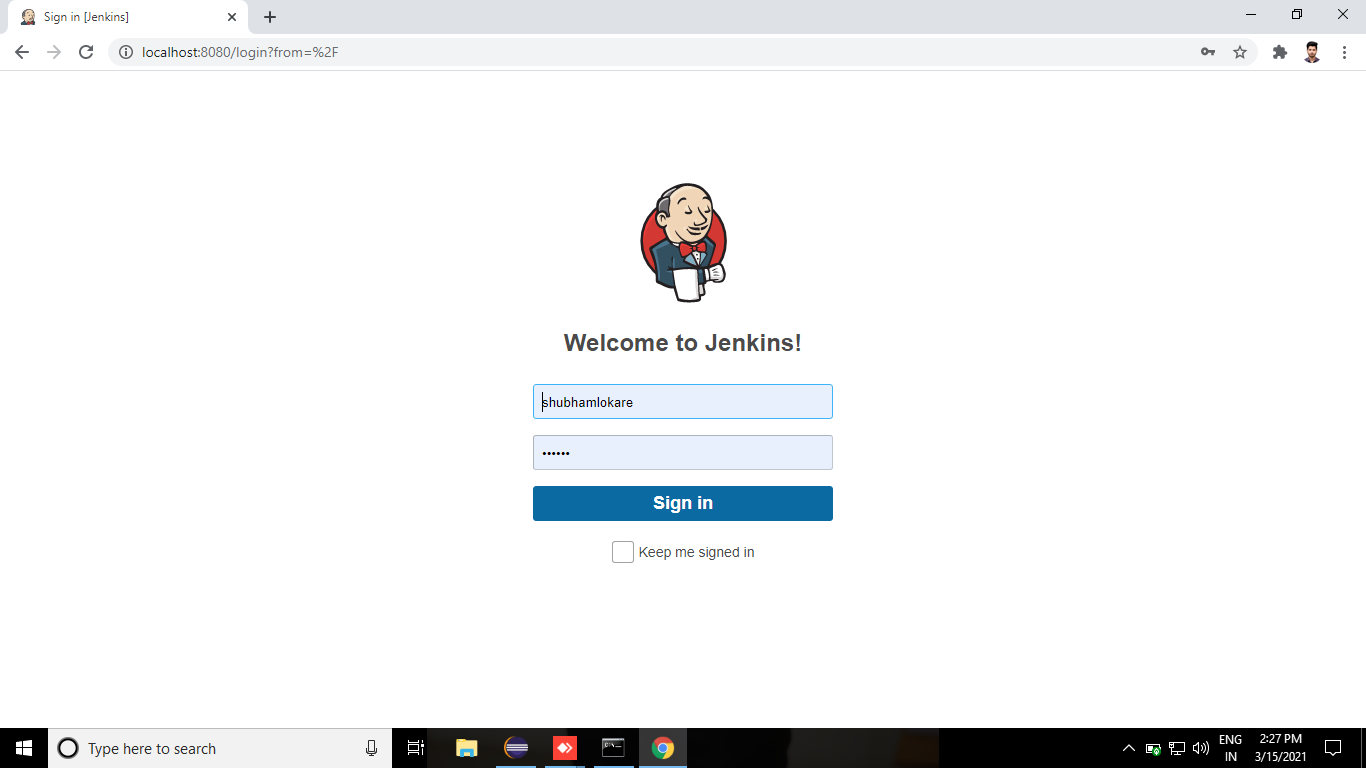 Sign in [Jenkins]
localhost:8080/login?from=%2F
Welcome to Jenkins!
shubhamlokare
••••••
Sign in
Keep me signed in
Type here to search
ENG
IN
2:27 PM
3/15/2021